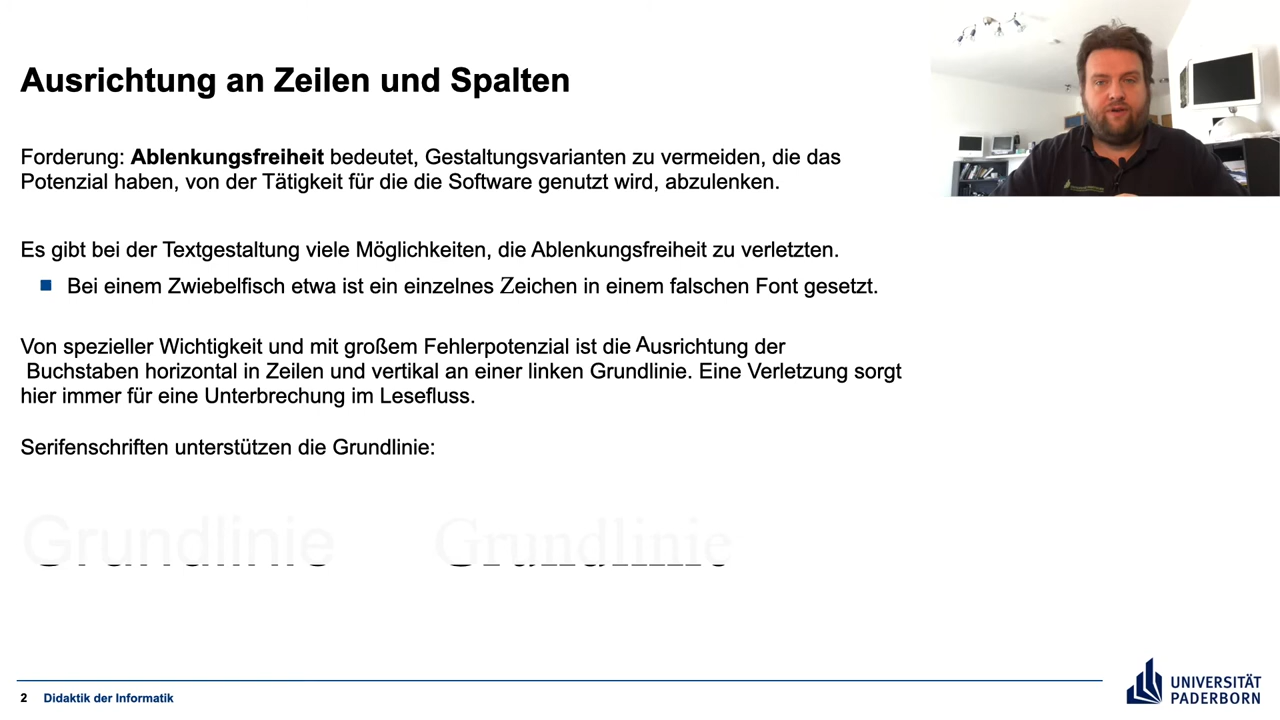 Ausrichtung an Zeilen und Spalten
Forderung: Ablenkungsfreiheit bedeutet, Gestaltungsvarianten zu vermeiden, die das
Potenzial haben, von der Tätigkeit für die die Software genutzt wird, abzulenken.
Es gibt bei der Textgestaltung viele Möglichkeiten, die Ablenkungsfreiheit zu verletzten.
Bei einem Zwiebelfisch etwa ist ein einzelnes Zeichen in einem falschen Font gesetzt.
Von spezieller Wichtigkeit und mit großem Fehlerpotenzial ist die Ausrichtung der
Buchstaben horizontal in Zeilen und vertikal an einer linken Grundlinie. Eine Verletzung sorgt
hier immer für eine Unterbrechung im Lesefluss.
Serifenschriften unterstützen die Grundlinie:
Grundlinie Grundlinie
2 Didaktik der Informatik
UNIVERSITÄT
PADERBORN